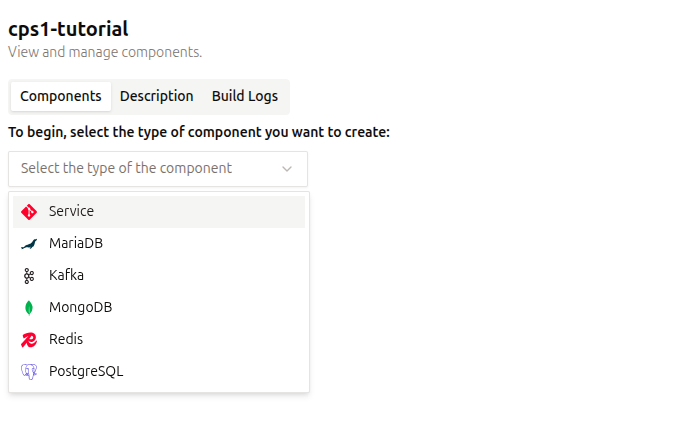 cps1-tutorial
View and manage components.
Components Description Build Logs
To begin, select the type of component you want to create:
Select the type of the component
Service
MariaDB
Kafka
MongoDB
Redis
PostgreSQL